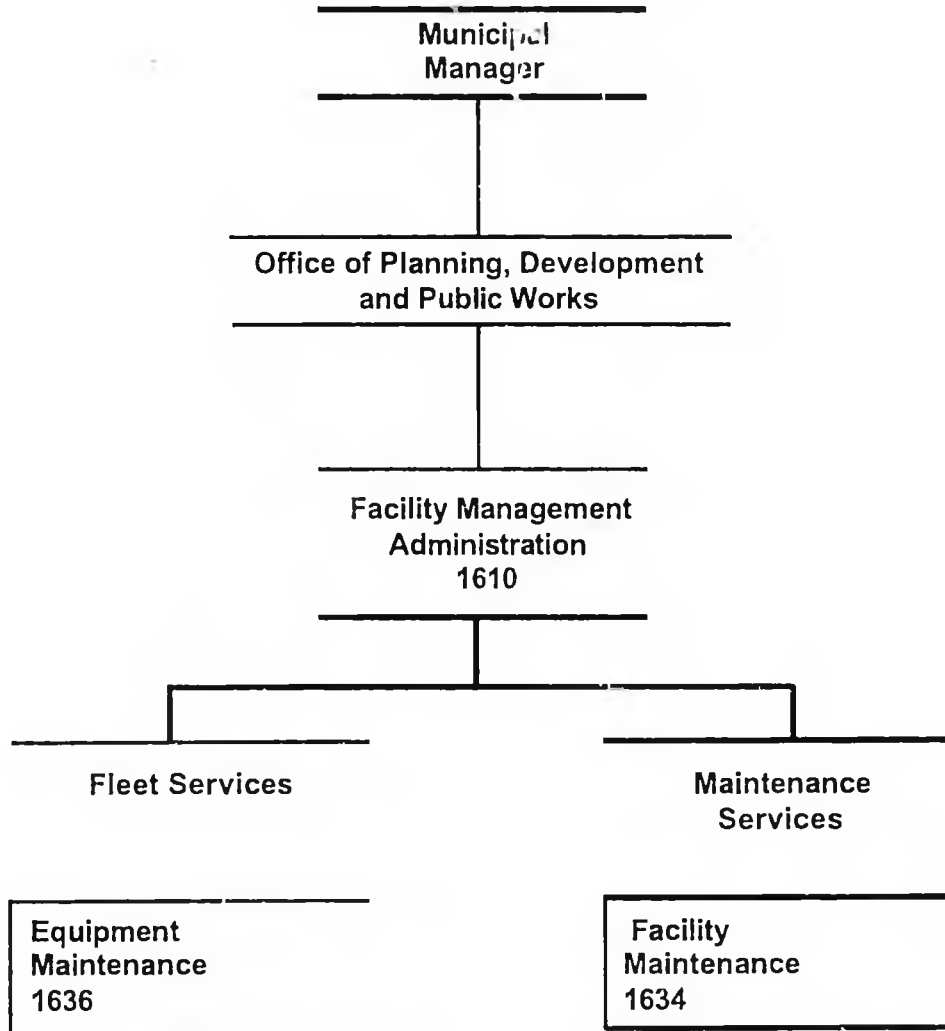 Municipal
Manager
Office of Planning, Development
and Public Works
Facility Management
Administration
1610
Fleet Services
Maintenance
Services
Equipment
Maintenance
1636
Facility
Maintenance
1634